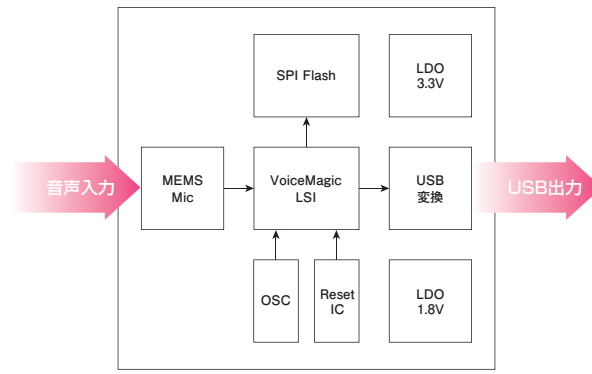 SPI Flash
LDO
3.3V
音声入力
MEMS
Mic
VoiceMagic
LSI
USB
変換
USB出力
OSC
Reset
IC
LDO
1.8V